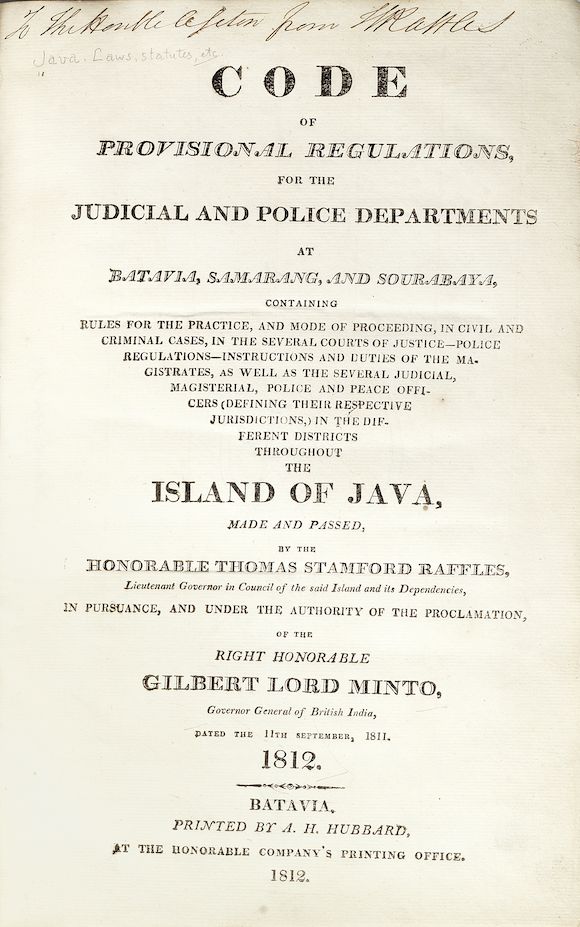 To The Honble C Seton from T S Raffles
Java. Laws, statutes, etc.
CODE
OF
PROVISIONAL REGULATIONS,
FOR THE
JUDICIAL AND POLICE DEPARTMENTS
AT
BATAVIA, SAMARANG, AND SOURABAYA,
CONTAINING
RULES FOR THE PRACTICE, AND MODE OF PROCEEDING, IN CIVIL AND
CRIMINAL CASES, IN THE SEVERAL COURTS OF JUSTICE—POLICE
REGULATIONS—INSTRUCTIONS AND DUTIES OF THE MA-
GISTRATES, AS WELL AS THE SEVERAL JUDICIAL,
MAGISTERIAL, POLICE AND PEACE OFFI-
CERS (DEFINING THEIR RESPECTIVE
JURISDICTIONS,) IN THE DIF-
FERENT DISTRICTS
THROUGHOUT
THE
ISLAND OF JAVA,
MADE AND PASSED,
BY THE
HONORABLE THOMAS STAMFORD RAFFLES,
Lieutenant Governor in Council of the said Island and its Dependencies,
IN PURSUANCE, AND UNDER THE AUTHORITY OF THE PROCLAMATION,
OF THE
RIGHT HONORABLE
GILBERT LORD MINTO,
Governor General of British India,
DATED THE 11TH SEPTEMBER, 1811.
1812.
BATAVIA.
PRINTED BY A. H. HUBBARD,
AT THE HONORABLE COMPANY'S PRINTING OFFICE.
1812.